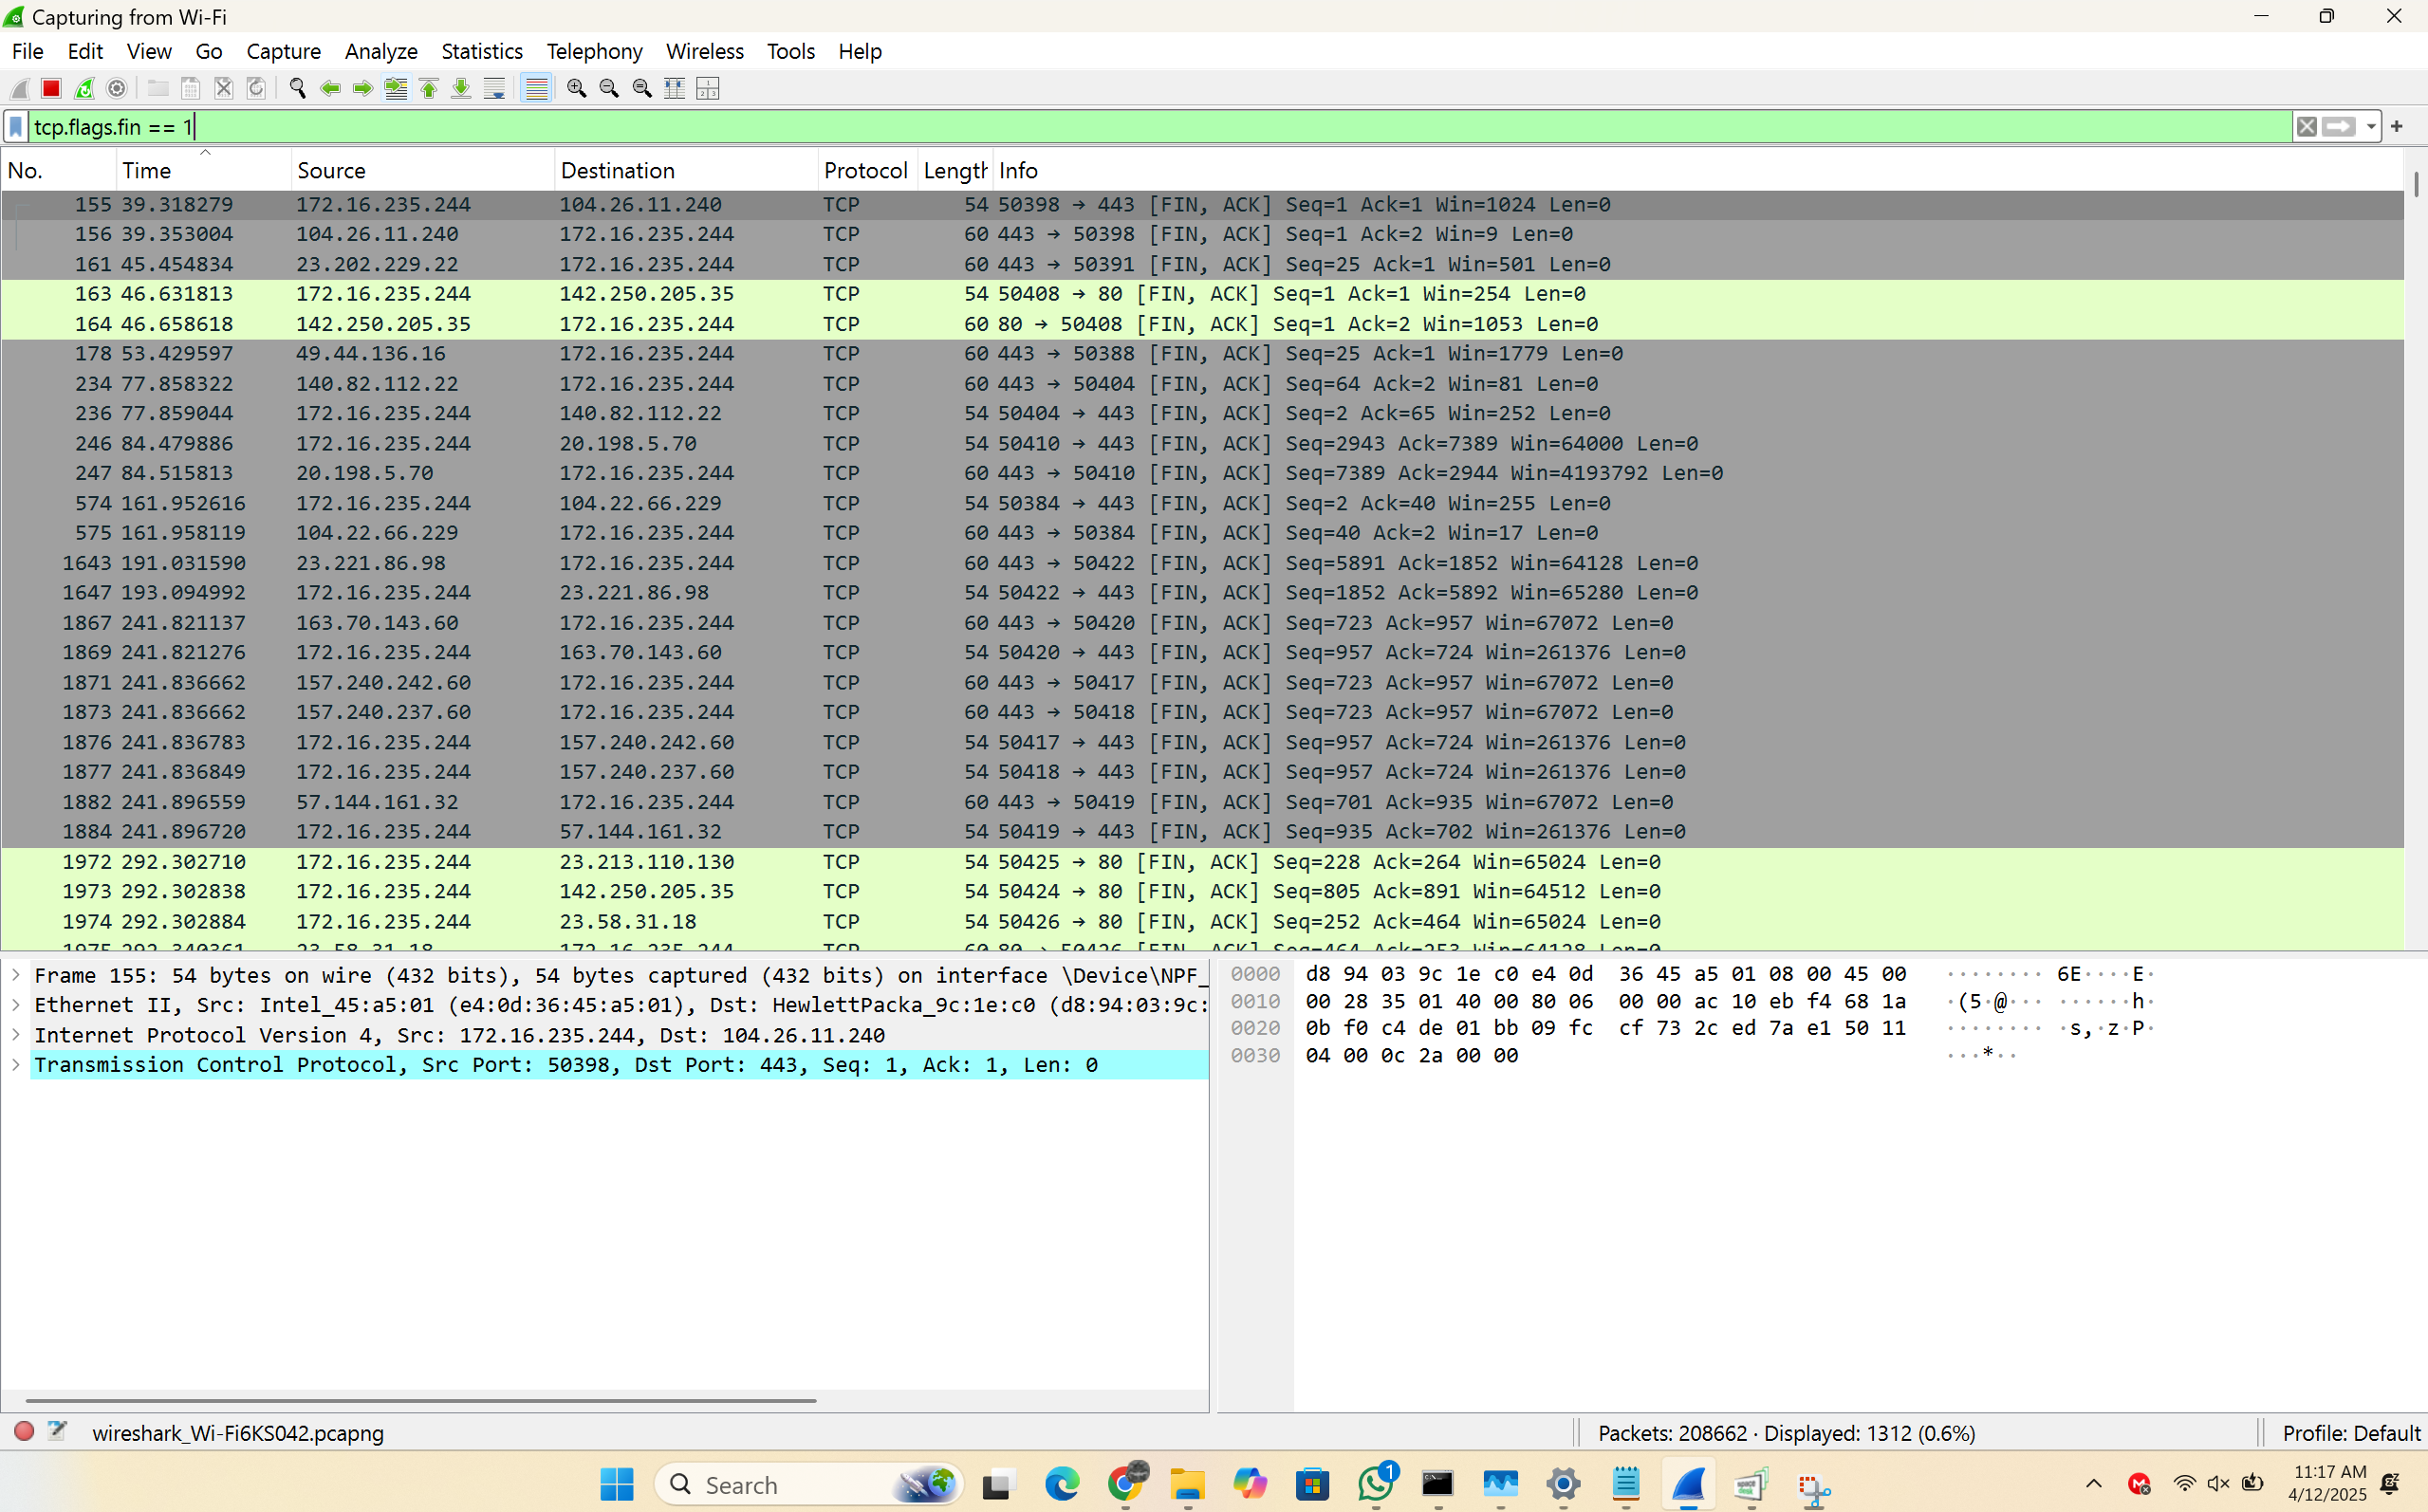 Capturing from Wi-Fi
File Edit View Go Capture Analyze Statistics Telephony Wireless Tools Help
tcp.flags.fin == 1
No. Time Source Destination Protocol Length Info
155 39.318279 172.16.235.244 104.26.11.240 TCP 54 50398 → 443 [FIN, ACK] Seq=1 Ack=1 Win=1024 Len=0
156 39.353004 104.26.11.240 172.16.235.244 TCP 60 443 → 50398 [FIN, ACK] Seq=1 Ack=2 Win=9 Len=0
161 45.454834 23.202.229.22 172.16.235.244 TCP 60 443 → 50391 [FIN, ACK] Seq=25 Ack=1 Win=501 Len=0
163 46.631813 172.16.235.244 142.250.205.35 TCP 54 50408 → 80 [FIN, ACK] Seq=1 Ack=1 Win=254 Len=0
164 46.658618 142.250.205.35 172.16.235.244 TCP 60 80 → 50408 [FIN, ACK] Seq=1 Ack=2 Win=1053 Len=0
178 53.429597 49.44.136.16 172.16.235.244 TCP 60 443 → 50388 [FIN, ACK] Seq=25 Ack=1 Win=1779 Len=0
234 77.858322 140.82.112.22 172.16.235.244 TCP 60 443 → 50404 [FIN, ACK] Seq=64 Ack=2 Win=81 Len=0
236 77.859044 172.16.235.244 140.82.112.22 TCP 54 50404 → 443 [FIN, ACK] Seq=2 Ack=65 Win=252 Len=0
246 84.479886 172.16.235.244 20.198.5.70 TCP 54 50410 → 443 [FIN, ACK] Seq=2943 Ack=7389 Win=64000 Len=0
247 84.515813 20.198.5.70 172.16.235.244 TCP 60 443 → 50410 [FIN, ACK] Seq=7389 Ack=2944 Win=4193792 Len=0
574 161.952616 172.16.235.244 104.22.66.229 TCP 54 50384 → 443 [FIN, ACK] Seq=2 Ack=40 Win=255 Len=0
575 161.958119 104.22.66.229 172.16.235.244 TCP 60 443 → 50384 [FIN, ACK] Seq=40 Ack=2 Win=17 Len=0
1643 191.031590 23.221.86.98 172.16.235.244 TCP 60 443 → 50422 [FIN, ACK] Seq=5891 Ack=1852 Win=64128 Len=0
1647 193.094992 172.16.235.244 23.221.86.98 TCP 54 50422 → 443 [FIN, ACK] Seq=1852 Ack=5892 Win=65280 Len=0
1867 241.821137 163.70.143.60 172.16.235.244 TCP 60 443 → 50420 [FIN, ACK] Seq=723 Ack=957 Win=67072 Len=0
1869 241.821276 172.16.235.244 163.70.143.60 TCP 54 50420 → 443 [FIN, ACK] Seq=957 Ack=724 Win=261376 Len=0
1871 241.836662 157.240.242.60 172.16.235.244 TCP 60 443 → 50417 [FIN, ACK] Seq=723 Ack=957 Win=67072 Len=0
1873 241.836662 157.240.237.60 172.16.235.244 TCP 60 443 → 50418 [FIN, ACK] Seq=723 Ack=957 Win=67072 Len=0
1876 241.836783 172.16.235.244 157.240.242.60 TCP 54 50417 → 443 [FIN, ACK] Seq=957 Ack=724 Win=261376 Len=0
1877 241.836849 172.16.235.244 157.240.237.60 TCP 54 50418 → 443 [FIN, ACK] Seq=957 Ack=724 Win=261376 Len=0
1882 241.896559 57.144.161.32 172.16.235.244 TCP 60 443 → 50419 [FIN, ACK] Seq=701 Ack=935 Win=67072 Len=0
1884 241.896720 172.16.235.244 57.144.161.32 TCP 54 50419 → 443 [FIN, ACK] Seq=935 Ack=702 Win=261376 Len=0
1972 292.302710 172.16.235.244 23.213.110.130 TCP 54 50425 → 80 [FIN, ACK] Seq=228 Ack=264 Win=65024 Len=0
1973 292.302838 172.16.235.244 142.250.205.35 TCP 54 50424 → 80 [FIN, ACK] Seq=805 Ack=891 Win=64512 Len=0
1974 292.302884 172.16.235.244 23.58.31.18 TCP 54 50426 → 80 [FIN, ACK] Seq=252 Ack=464 Win=65024 Len=0
1975 292.340361 23.58.31.18 172.16.235.244 TCP 60 80 → 50426 [FIN, ACK] Seq=464 Ack=253 Win=64128 Len=0
Frame 155: 54 bytes on wire (432 bits), 54 bytes captured (432 bits) on interface \Device\NPF_
Ethernet II, Src: Intel_45:a5:01 (e4:0d:36:45:a5:01), Dst: HewlettPacka_9c:1e:c0 (d8:94:03:9c:
Internet Protocol Version 4, Src: 172.16.235.244, Dst: 104.26.11.240
Transmission Control Protocol, Src Port: 50398, Dst Port: 443, Seq: 1, Ack: 1, Len: 0
0000 d8 94 03 9c 1e c0 e4 0d 36 45 a5 01 08 00 45 00 ········ 6E····E·
0010 00 28 35 01 40 00 80 06 00 00 ac 10 eb f4 68 1a ·(5·@··· ······h·
0020 0b f0 c4 de 01 bb 09 fc cf 73 2c ed 7a e1 50 11 ········ ·s,·z·P·
0030 04 00 0c 2a 00 00 ···*··
wireshark_Wi-Fi6KS042.pcapng
Packets: 208662 · Displayed: 1312 (0.6%)
Profile: Default
Search
1
11:17 AM
4/12/2025